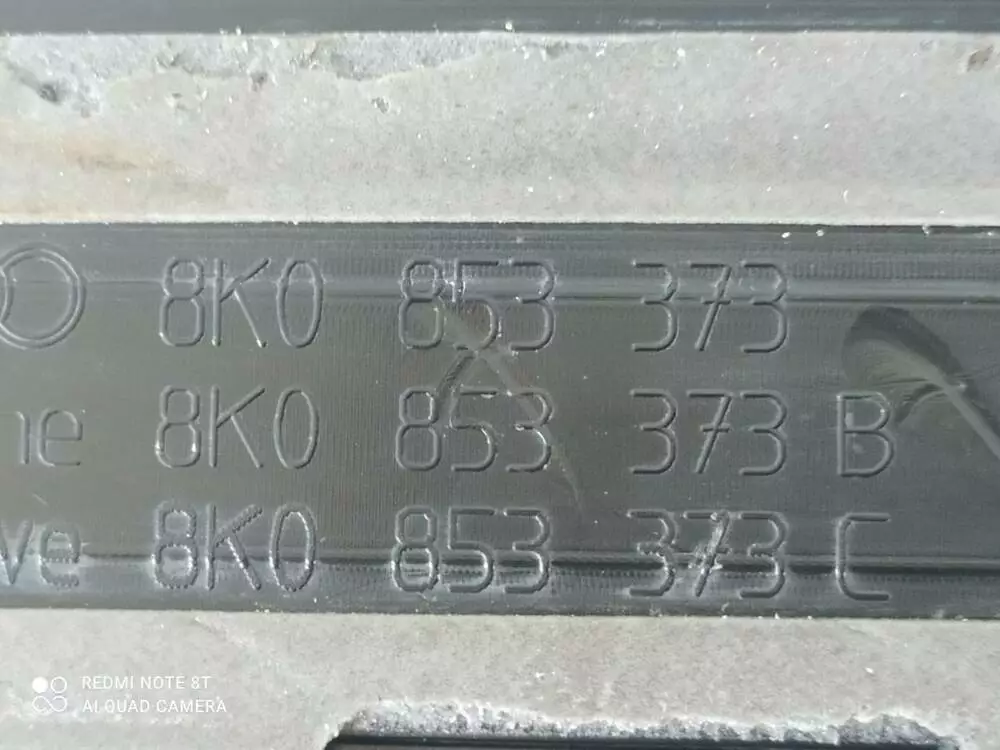 8K0 853 373
ne 8K0 853 373 B
ve 8K0 853 373 C
REDMI NOTE 8T
AI QUAD CAMERA